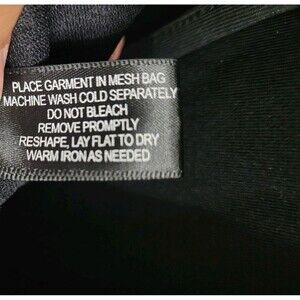 PLACE GARMENT IN MESH BAG
MACHINE WASH COLD SEPARATELY
DO NOT BLEACH
REMOVE PROMPTLY
RESHAPE, LAY FLAT TO DRY
WARM IRON AS NEEDED